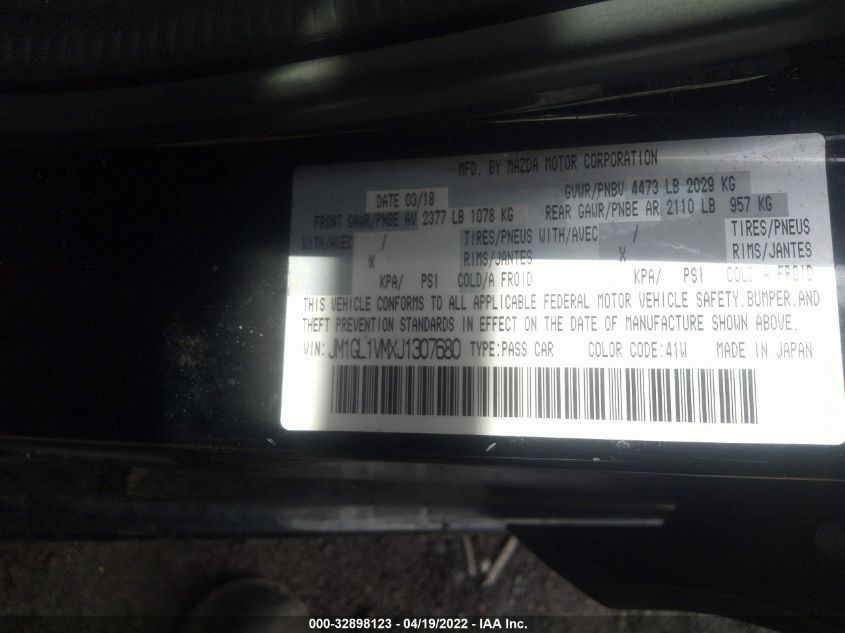 MFD. BY MAZDA MOTOR CORPORATION
DATE 03/18 GVWR/PNBV 4473 LB 2029 KG
FRONT GAWR/PNBE AV 2377 LB 1078 KG REAR GAWR/PNBE AR 2110 LB 957 KG
WITH/AVEC / TIRES/PNEUS WITH/AVEC / TIRES/PNEUS
X RIMS/JANTES X RIMS/JANTES
KPA/ PSI COLD/A FROID KPA/ PSI COLD/A FROID
THIS VEHICLE CONFORMS TO ALL APPLICABLE FEDERAL MOTOR VEHICLE SAFETY, BUMPER, AND
THEFT PREVENTION STANDARDS IN EFFECT ON THE DATE OF MANUFACTURE SHOWN ABOVE.
VIN: JM1GL1VMXJ1307680 TYPE:PASS CAR COLOR CODE:41W MADE IN JAPAN
000-32898123 - 04/19/2022 - IAA Inc.